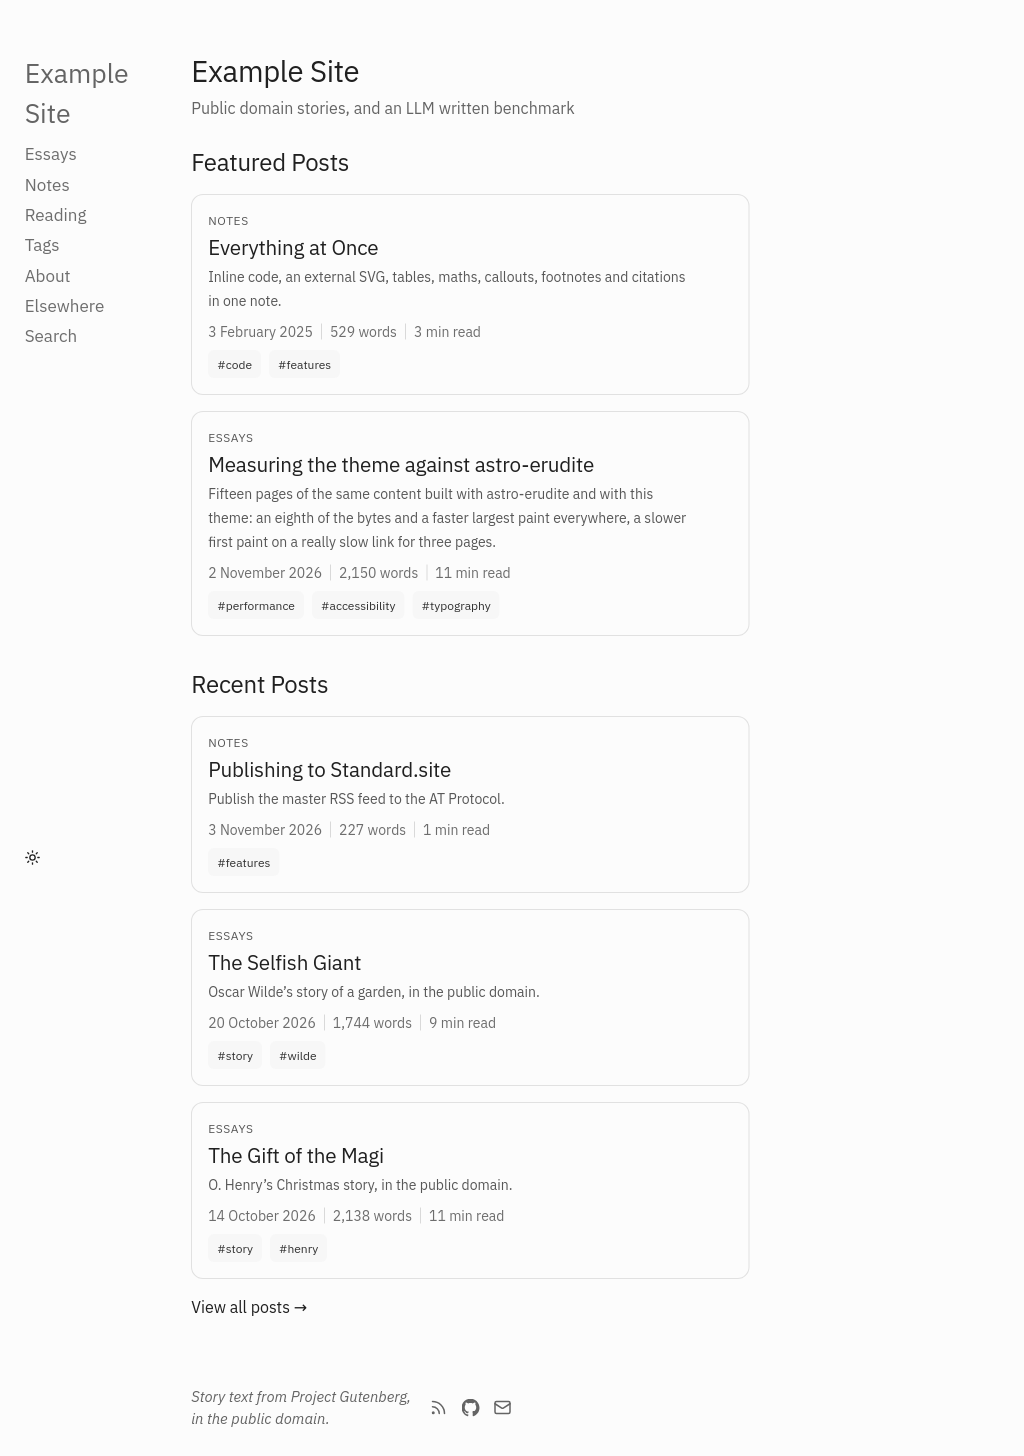 Example
Site
Essays
Notes
Reading
Tags
About
Elsewhere
Search
Example Site
Public domain stories, and an LLM written benchmark
Featured Posts
NOTES
Everything at Once
Inline code, an external SVG, tables, maths, callouts, footnotes and citations
in one note.
3 February 2025 529 words 3 min read
#code #features
ESSAYS
Measuring the theme against astro-erudite
Fifteen pages of the same content built with astro-erudite and with this
theme: an eighth of the bytes and a faster largest paint everywhere, a slower
first paint on a really slow link for three pages.
2 November 2026 2,150 words 11 min read
#performance #accessibility #typography
Recent Posts
NOTES
Publishing to Standard.site
Publish the master RSS feed to the AT Protocol.
3 November 2026 227 words 1 min read
#features
ESSAYS
The Selfish Giant
Oscar Wilde’s story of a garden, in the public domain.
20 October 2026 1,744 words 9 min read
#story #wilde
ESSAYS
The Gift of the Magi
O. Henry’s Christmas story, in the public domain.
14 October 2026 2,138 words 11 min read
#story #henry
View all posts →
Story text from Project Gutenberg,
in the public domain.